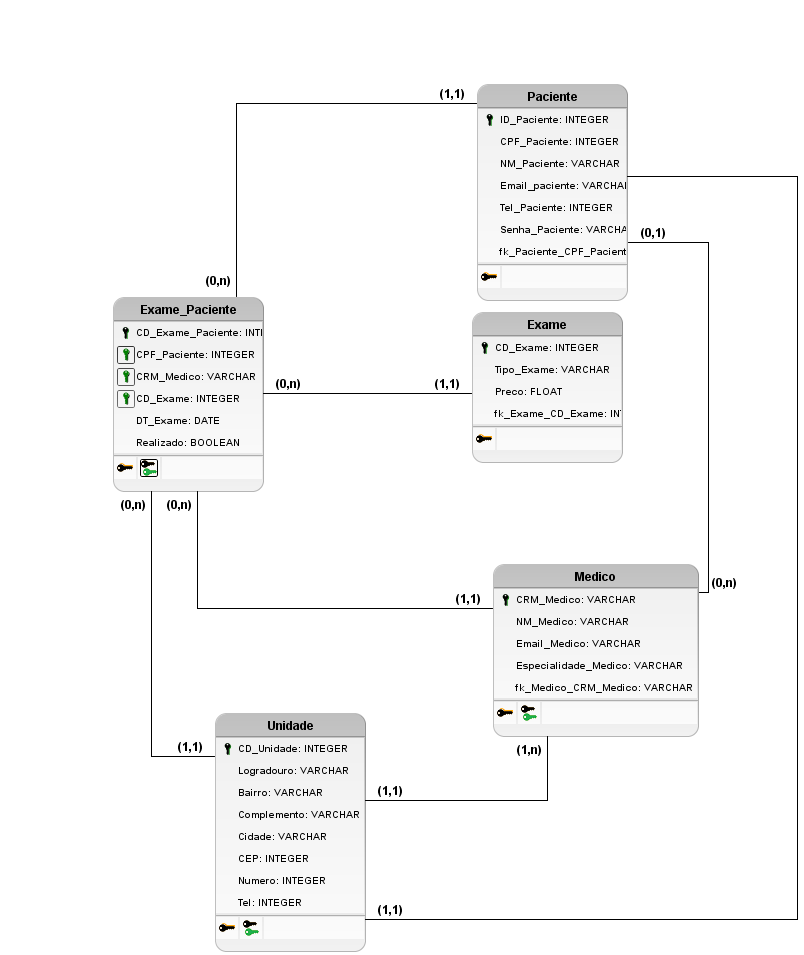 (1,1)
Paciente
ID_Paciente: INTEGER
CPF_Paciente: INTEGER
NM_Paciente: VARCHAR
Email_paciente: VARCHA
Tel_Paciente: INTEGER
Senha_Paciente: VARCHA
fk_Paciente_CPF_Pacient
(0,1)
(0,n)
Exame_Paciente
CD_Exame_Paciente: INT
CPF_Paciente: INTEGER
CRM_Medico: VARCHAR
CD_Exame: INTEGER
DT_Exame: DATE
Realizado: BOOLEAN
(0,n)
(1,1)
Exame
CD_Exame: INTEGER
Tipo_Exame: VARCHAR
Preco: FLOAT
fk_Exame_CD_Exame: IN
(0,n)
(0,n)
(1,1)
Medico
CRM_Medico: VARCHAR
NM_Medico: VARCHAR
Email_Medico: VARCHAR
Especialidade_Medico: VARCHAR
fk_Medico_CRM_Medico: VARCHAR
(0,n)
(1,n)
(1,1)
Unidade
CD_Unidade: INTEGER
Logradouro: VARCHAR
Bairro: VARCHAR
Complemento: VARCHAR
Cidade: VARCHAR
CEP: INTEGER
Numero: INTEGER
Tel: INTEGER
(1,1)
(1,1)